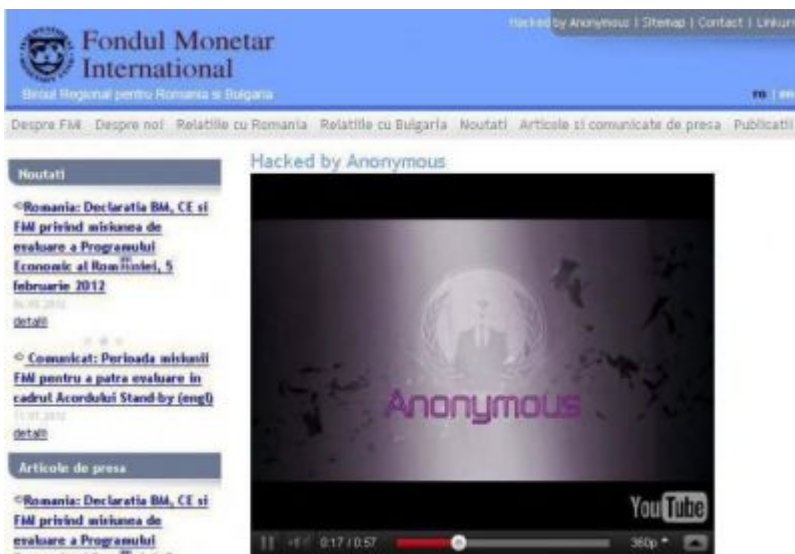 Hacked by Anonymous | Sitemap | Contact | Linkuri
Fondul Monetar
International
Biroul Regional pentru Romania si Bulgaria
ro | en
Despre FMI Despre noi Relatiile cu Romania Relatiile cu Bulgaria Noutati Articole si comunicate de presa Publicatii
Noutati
Romania: Declaratia BM, CE si
FMI privind misiunea de
evaluare a Programului
Economic al
februarie 2012
detalii
Comunicat: Perioada misiunii
FMI pentru a patra evaluare in
cadrul Acordului Stand-by (engl)
detalii
Articole de presa
Romania: Declaratia BM, CE si
FMI privind misiunea de
evaluare a Programului
Hacked by Anonymous
Anonymous
YouTube
0:17 / 0:57
360p